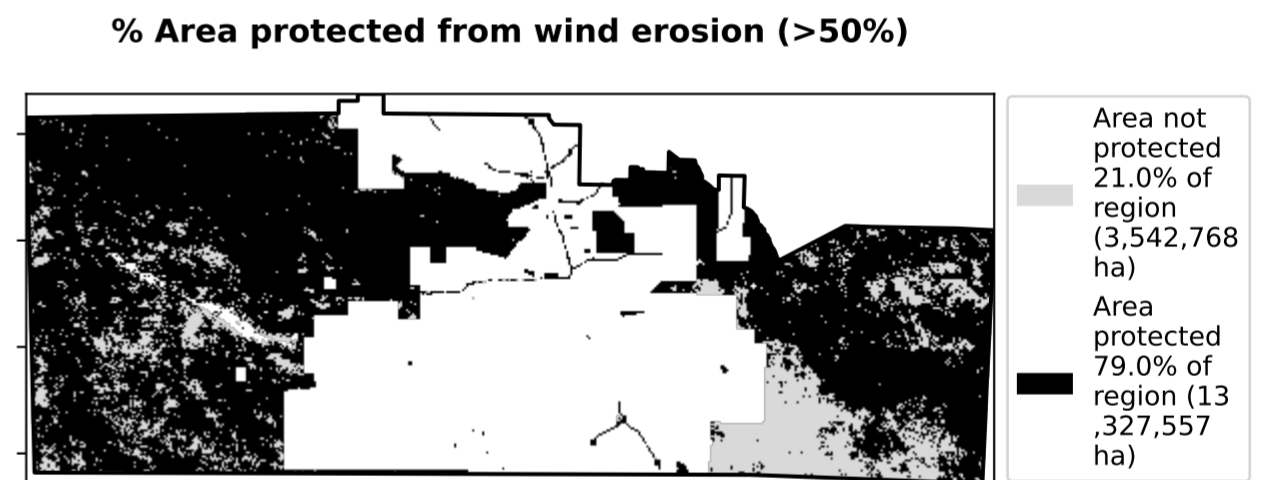 % Area protected from wind erosion (>50%)
Area not
protected
21.0% of
region
(3,542,768
ha)
Area
protected
79.0% of
region (13
,327,557
ha)